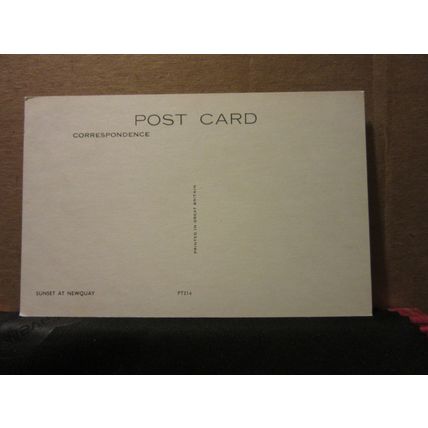 POST CARD
CORRESPONDENCE
PRINTED IN GREAT BRITAIN
SUNSET AT NEWQUAY
PT214